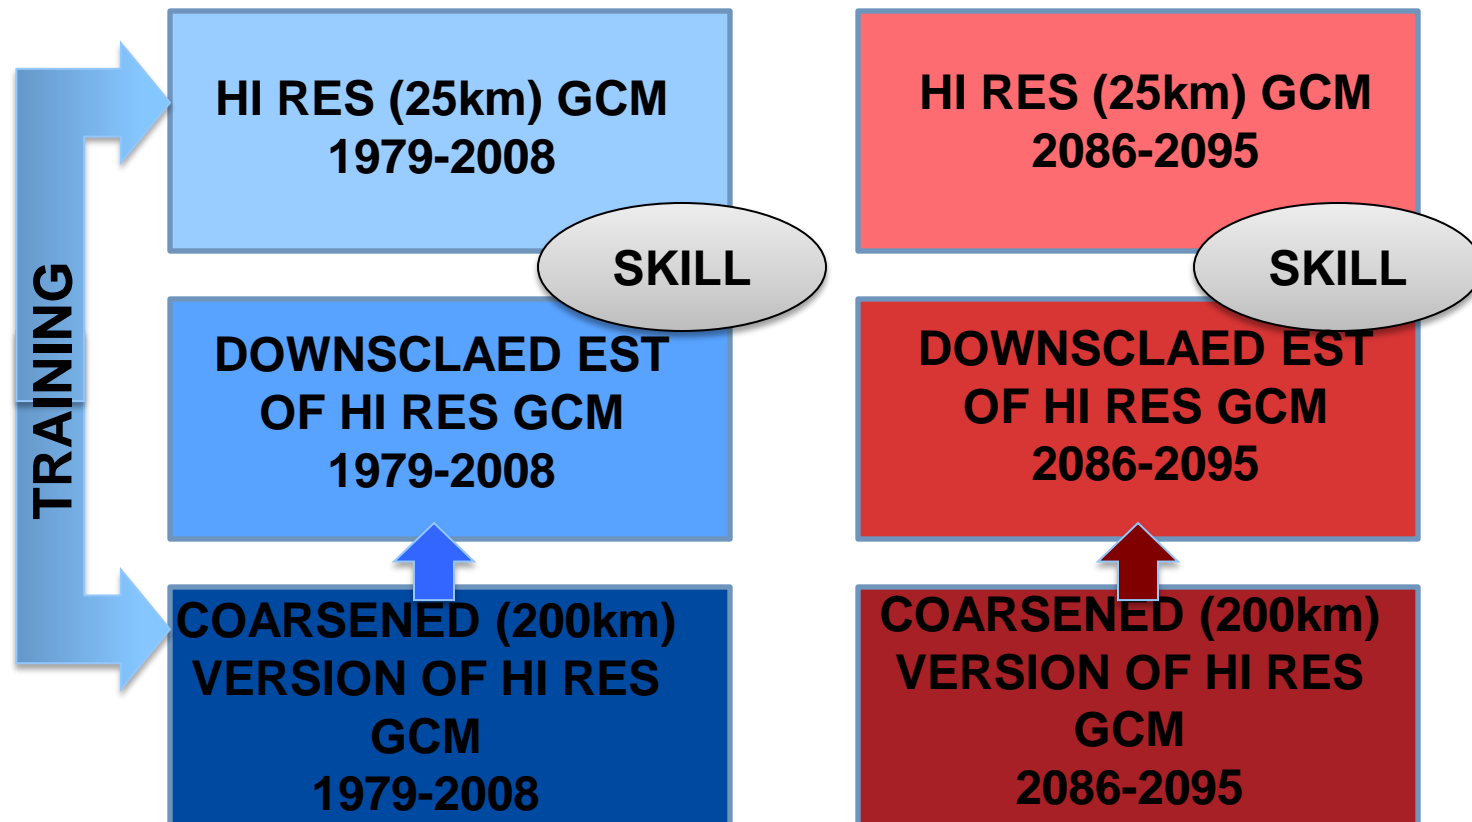 TRAINING
HI RES (25km) GCM
1979-2008
SKILL
DOWNSCLAED EST
OF HI RES GCM
1979-2008
COARSENED (200km)
VERSION OF HI RES
GCM
1979-2008
HI RES (25km) GCM
2086-2095
SKILL
DOWNSCLAED EST
OF HI RES GCM
2086-2095
COARSENED (200km)
VERSION OF HI RES
GCM
2086-2095